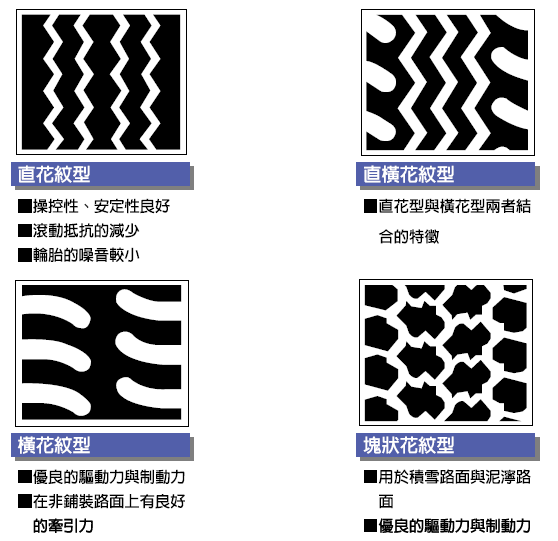 直花紋型
■操控性、安定性良好
■滾動抵抗的減少
■輪胎的噪音較小
直橫花紋型
■直花型與橫花型兩者結
合的特徵
橫花紋型
■優良的驅動力與制動力
■在非鋪裝路面上有良好
的牽引力
塊狀花紋型
■用於積雪路面與泥濘路
面
■優良的驅動力與制動力